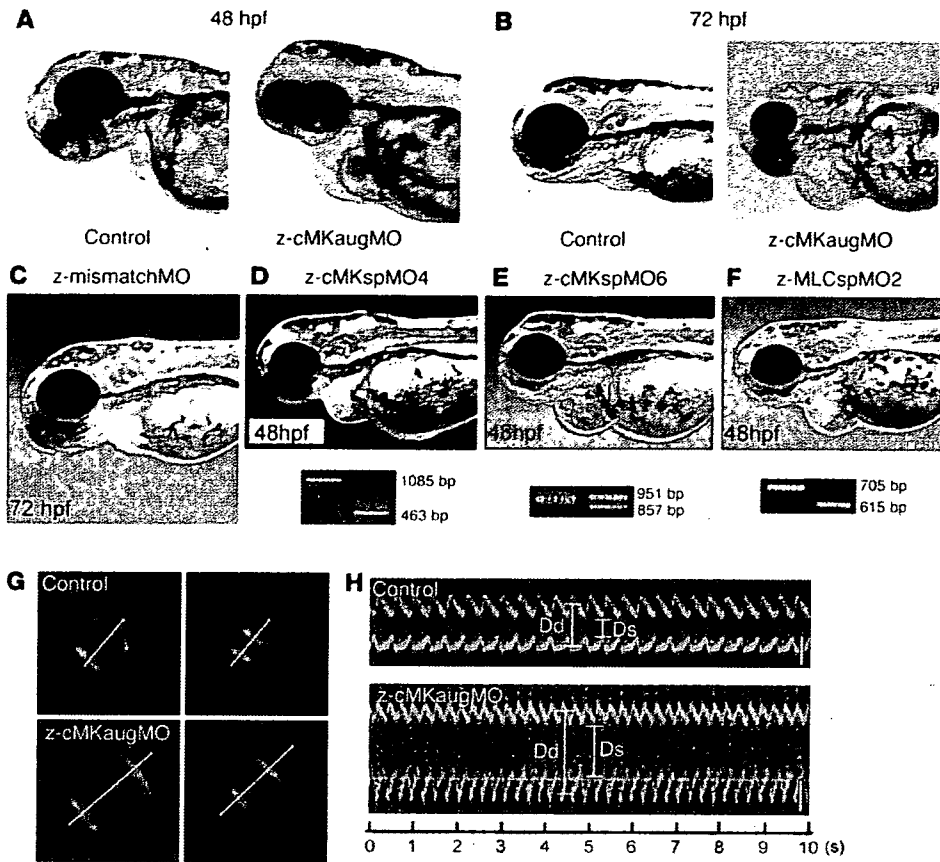 A 48 hpf B 72 hpf
Control z-cMKaugMO Control z-cMKaugMO
C z-mismatchMO D z-cMKspMO4 E z-cMKspMO6 F z-MLCspMO2
72 hpf 48hpf 48hpf 48hpf
1085 bp 951 bp 705 bp
463 bp 857 bp 615 bp
G Control H Control
Dd Ds
z-cMKaugMO z-cMKaugMO
Dd Ds
0 1 2 3 4 5 6 7 8 9 10 (s)